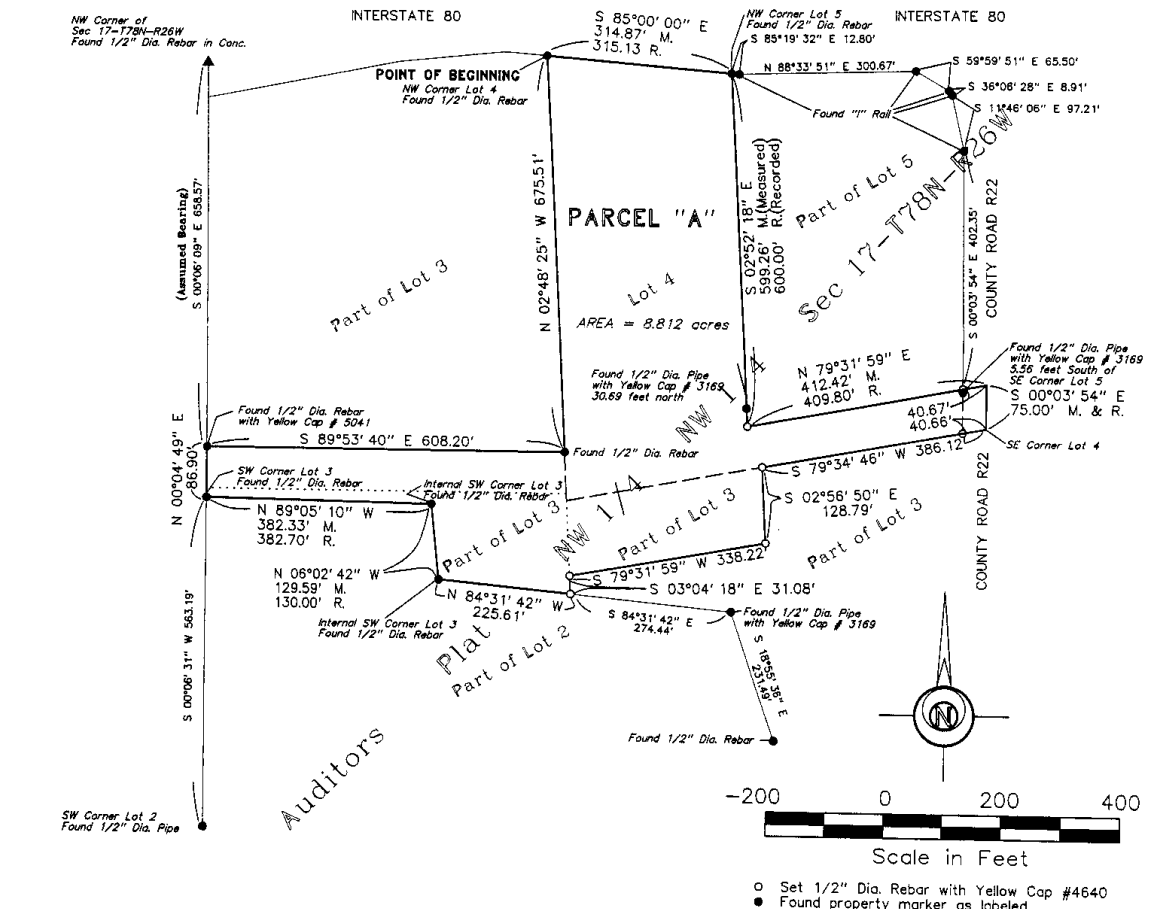 NW Corner of
Sec 17-T78N-R26W
Found 1/2" Dia. Rebar in Conc.
INTERSTATE 80
S 85°00' 00" E
314.87' M.
315.13 R.
NW Corner Lot 5
Found 1/2" Dia. Rebar
S 85°19' 32" E 12.80'
INTERSTATE 80
N 88°33' 51" E 300.67'
S 59°59' 51" E 65.50'
S 36°06' 28" E 8.91'
S 11°46' 06" E 97.21'
POINT OF BEGINNING
NW Corner Lot 4
Found 1/2" Dia. Rebar
Found "I" Rail
(Assumed Bearing)
S 00°06' 09" E 658.57'
N 02°48' 25" W 675.51'
PARCEL "A"
S 02°52' 18" E
599.26' M.(Measured)
600.00' R.(Recorded)
Part of Lot 5
Sec 17-T78N-R26W
S 00°03' 54" E 402.35'
COUNTY ROAD R22
Part of Lot 3
Lot 4
AREA = 8.812 acres
Found 1/2" Dia. Pipe
with Yellow Cap # 3169
30.69 feet north
N 79°31' 59" E
412.42' M.
409.80' R.
Found 1/2" Dia. Pipe
with Yellow Cap # 3169
5.56 feet South of
SE Corner Lot 5
S 00°03' 54" E
75.00' M. & R.
40.67'
40.66'
SE Corner Lot 4
Found 1/2" Dia. Rebar
with Yellow Cap # 5041
S 89°53' 40" E 608.20'
Found 1/2" Dia. Rebar
NW 1 4
S 79°34' 46" W 386.12'
N 00°04' 49" E
86.90'
SW Corner Lot 3
Found 1/2" Dia. Rebar
Internal SW Corner Lot 3
Found 1/2" Dia. Rebar
N 89°05' 10" W
382.33' M.
382.70' R.
Part of Lot 3
NW 1/4
Part of Lot 3
S 02°56' 50" E
128.79'
Part of Lot 3
COUNTY ROAD R22
N 06°02' 42" W
129.59' M.
130.00' R.
S 79°31' 59" W 338.22'
S 03°04' 18" E 31.08'
N 84°31' 42" W
225.61'
Internal SW Corner Lot 3
Found 1/2" Dia. Rebar
S 84°31' 42" E
274.44'
Found 1/2" Dia. Pipe
with Yellow Cap # 3169
S 00°06' 31" W 563.19'
Plat
Part of Lot 2
S 18°55' 36" E
231.49'
N
Found 1/2" Dia. Rebar
Auditors
SW Corner Lot 2
Found 1/2" Dia. Pipe
-200 0 200 400
Scale in Feet
Set 1/2" Dia. Rebar with Yellow Cap #4640
Found property marker as labeled